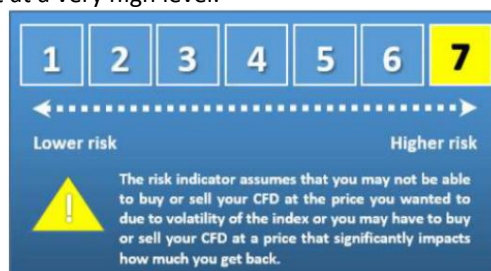 at a very high level.
1 2 3 4 5 6 7
Lower risk Higher risk
! The risk indicator assumes that you may not be able
to buy or sell your CFD at the price you wanted to
due to volatility of the index or you may have to buy
or sell your CFD at a price that significantly impacts
how much you get back.